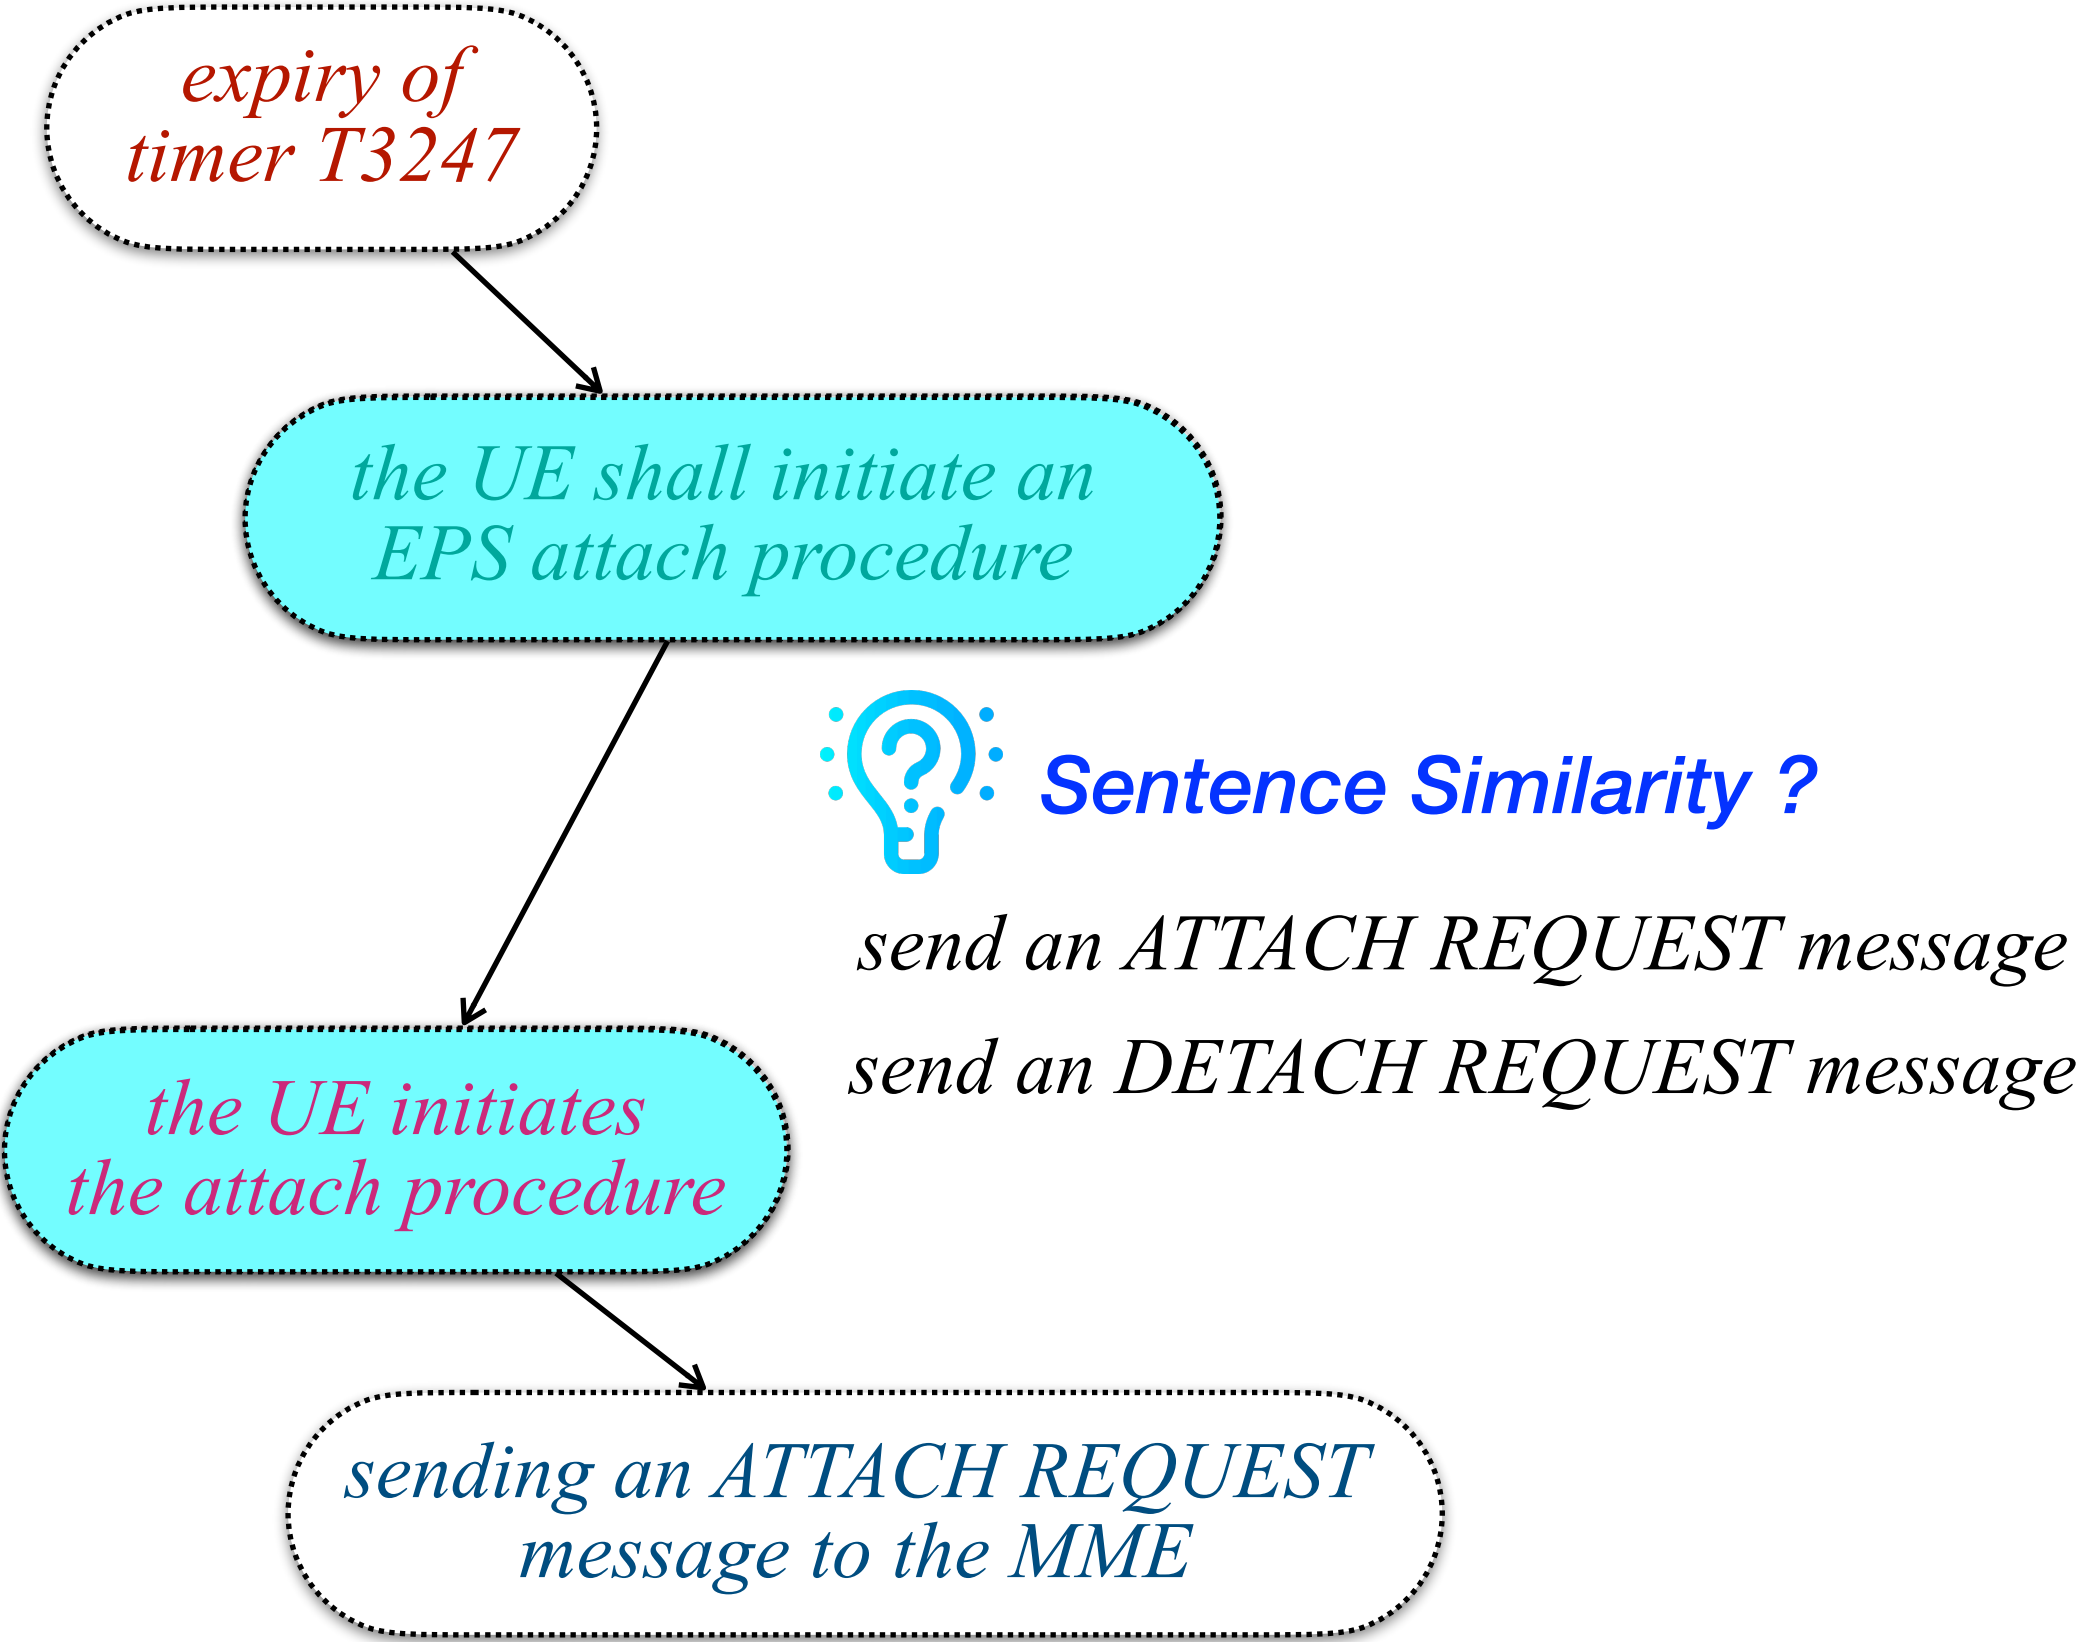 expiry of
timer T3247
the UE shall initiate an
EPS attach procedure
Sentence Similarity ?
send an ATTACH REQUEST message
send an DETACH REQUEST message
the UE initiates
the attach procedure
sending an ATTACH REQUEST
message to the MME